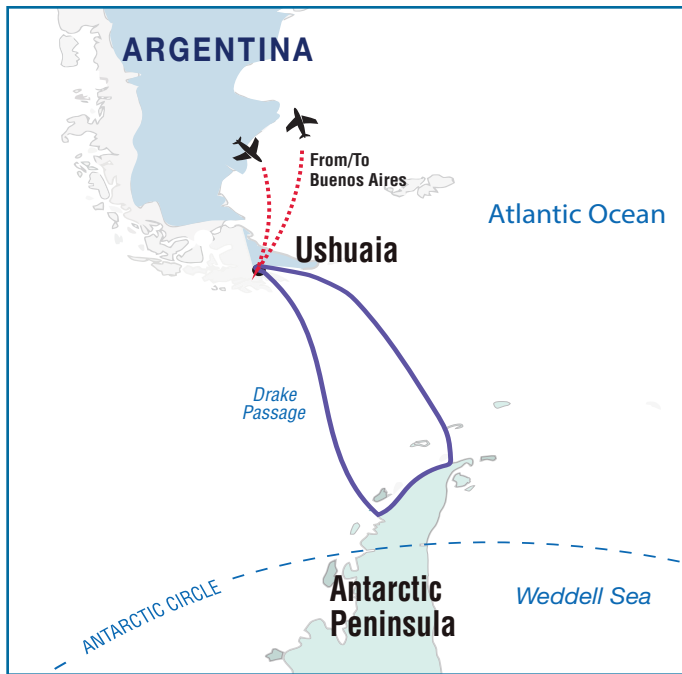 ARGENTINA
From/To
Buenos Aires
Atlantic Ocean
Ushuaia
Drake
Passage
ANTARCTIC CIRCLE
Antarctic
Peninsula
Weddell Sea